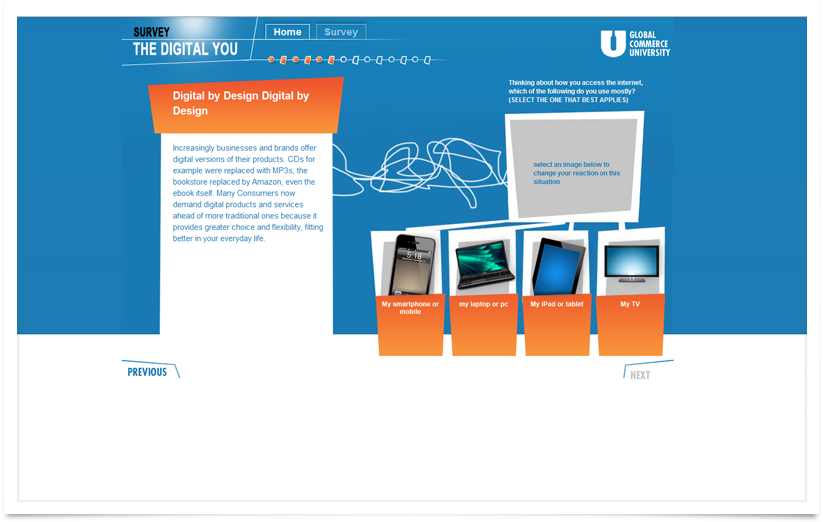 SURVEY
THE DIGITAL YOU
Home
Survey
GLOBAL
COMMERCE
UNIVERSITY
Digital by Design Digital by
Design
Increasingly businesses and brands offer
digital versions of their products. CDs for
example were replaced with MP3s, the
bookstore replaced by Amazon, even the
ebook itself. Many Consumers now
demand digital products and services
ahead of more traditional ones because it
provides greater choice and flexibility, fitting
better in your everyday life.
Thinking about how you access the internet,
which of the following do you use mostly?
(SELECT THE ONE THAT BEST APPLIES)
select an image below to
change your reaction on this
situation
5:18
My smartphone or
mobile
my laptop or pc
My iPad or tablet
My TV
PREVIOUS
NEXT